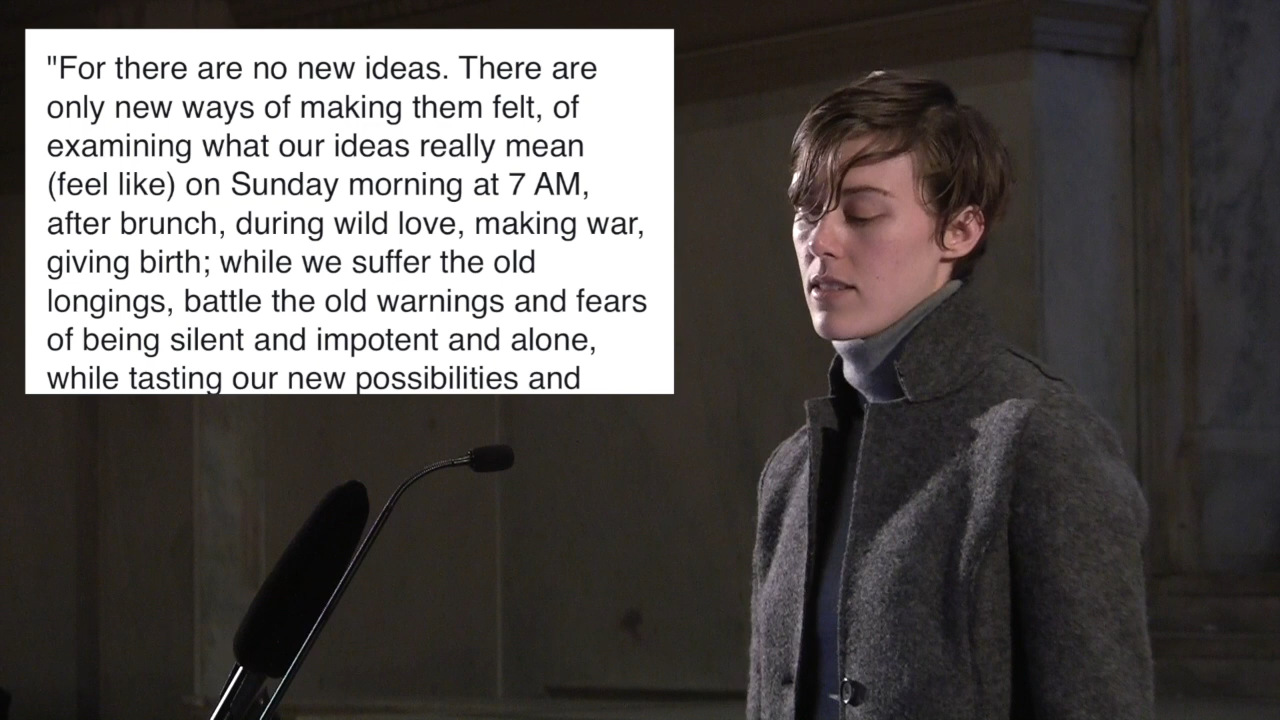 "For there are no new ideas. There are
only new ways of making them felt, of
examining what our ideas really mean
(feel like) on Sunday morning at 7 AM,
after brunch, during wild love, making war,
giving birth; while we suffer the old
longings, battle the old warnings and fears
of being silent and impotent and alone,
while tasting our new possibilities and